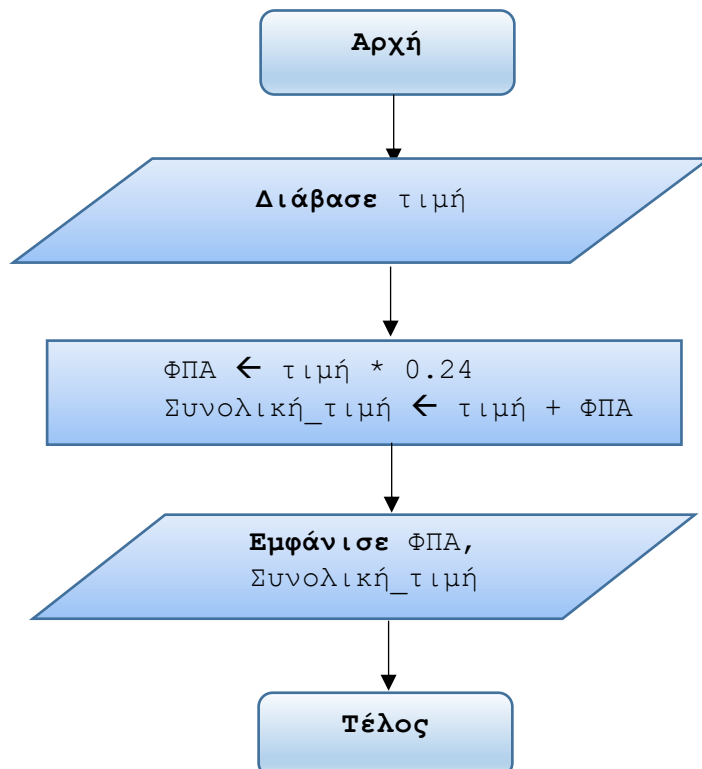 Αρχή
Διάβασε τιμή
ΦΠΑ ← τιμή * 0.24
Συνολική_τιμή ← τιμή + ΦΠΑ
Εμφάνισε ΦΠΑ,
Συνολική_τιμή
Τέλος